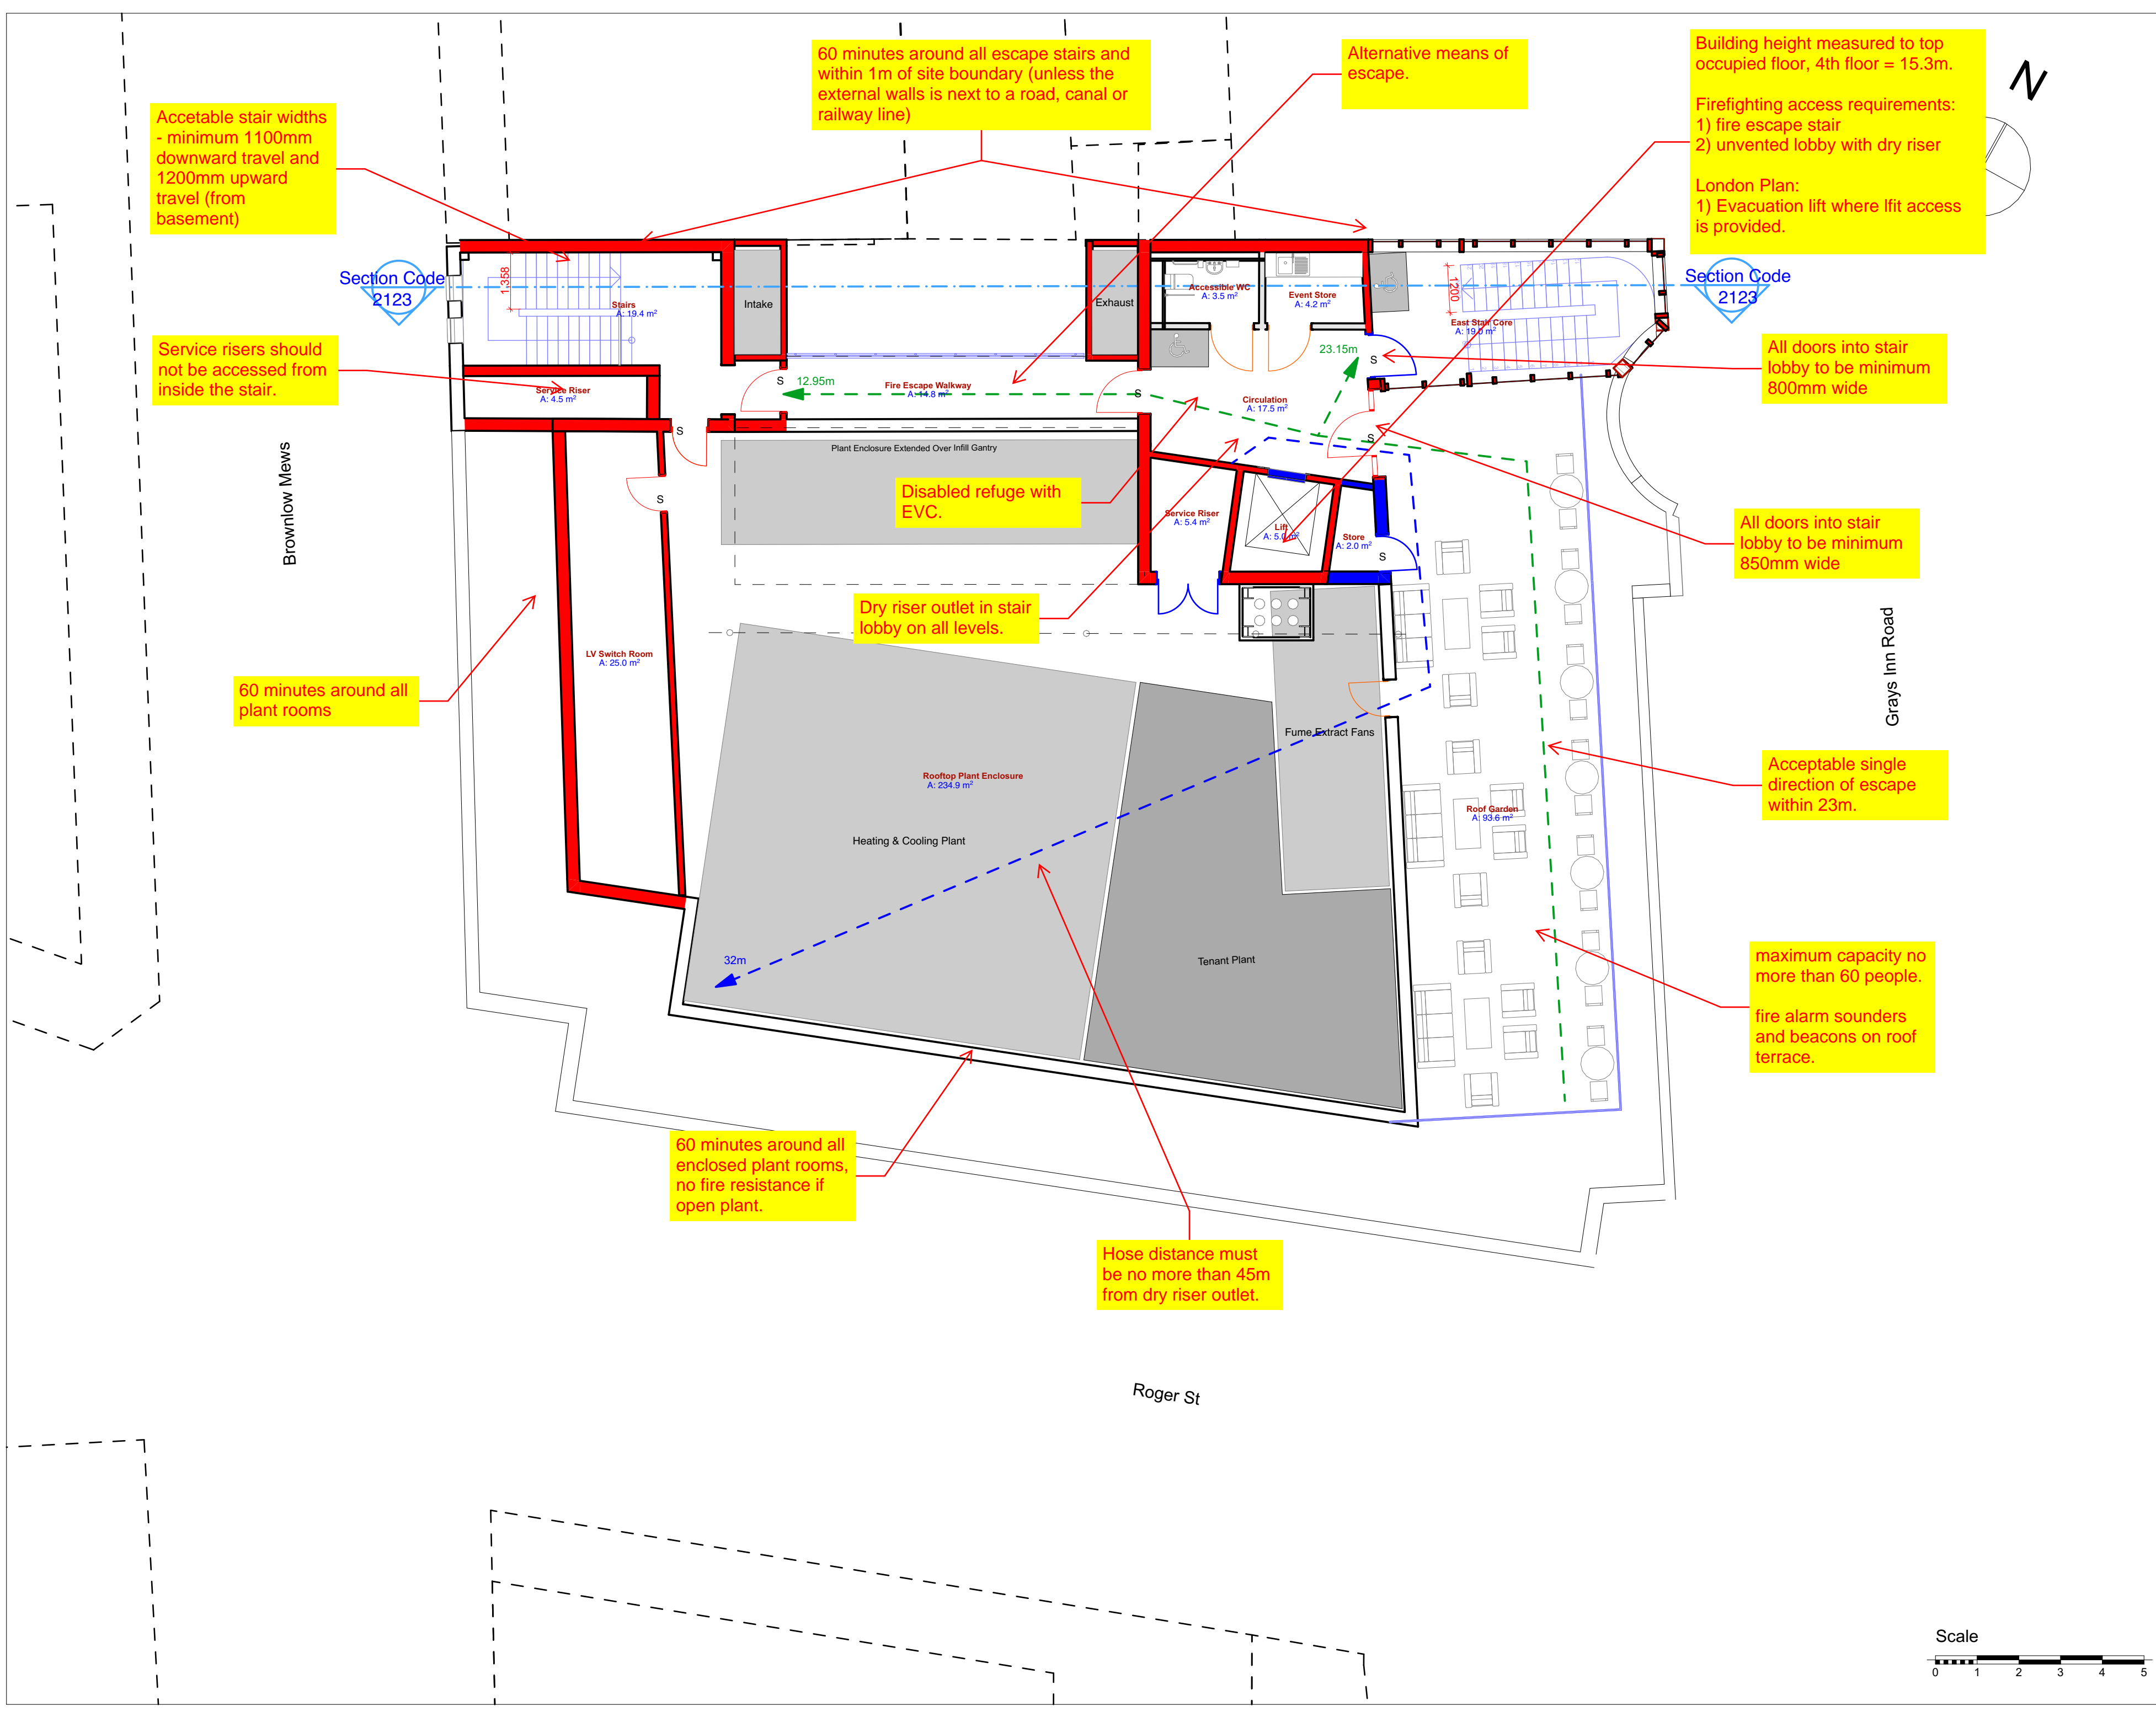 60 minutes around all escape stairs and
within 1m of site boundary (unless the
external walls is next to a road, canal or
railway line)
Alternative means of
escape.
Building height measured to top
occupied floor, 4th floor = 15.3m.
Firefighting access requirements:
1) fire escape stair
2) unvented lobby with dry riser
London Plan:
1) Evacuation lift where lfit access
is provided.
N
Accetable stair widths
- minimum 1100mm
downward travel and
1200mm upward
travel (from
basement)
Section Code
2123
1,358
Stairs
A: 19.4 m²
Intake
Exhaust
Accessible WC
A: 3.5 m²
Event Store
A: 4.2 m²
1200
East Stair Core
A: 19.0 m²
Section Code
2123
Service risers should
not be accessed from
inside the stair.
Service Riser
A: 4.5 m²
S
12.95m
Fire Escape Walkway
A: 14.8 m²
S
23.15m
S
Circulation
A: 17.5 m²
All doors into stair
lobby to be minimum
800mm wide
S
S
S
Plant Enclosure Extended Over Infill Gantry
Brownlow Mews
Disabled refuge with
EVC.
Service Riser
A: 5.4 m²
Lift
A: 5.0 m²
Store
A: 2.0 m²
S
All doors into stair
lobby to be minimum
850mm wide
Dry riser outlet in stair
lobby on all levels.
LV Switch Room
A: 25.0 m²
60 minutes around all
plant rooms
Grays Inn Road
Fume Extract Fans
Rooftop Plant Enclosure
A: 234.9 m²
Acceptable single
direction of escape
within 23m.
Roof Garden
A: 93.6 m²
Heating & Cooling Plant
32m
Tenant Plant
maximum capacity no
more than 60 people.
fire alarm sounders
and beacons on roof
terrace.
60 minutes around all
enclosed plant rooms,
no fire resistance if
open plant.
Hose distance must
be no more than 45m
from dry riser outlet.
Roger St
Scale
0 1 2 3 4 5